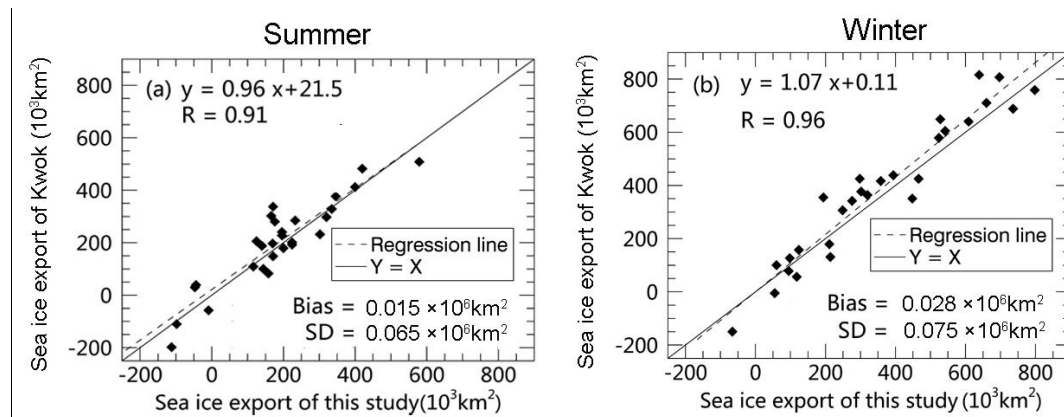 Summer
Sea ice export of Kwok (10³km²)
800
600
400
200
0
-200
(a) y = 0.96 x+21.5
R = 0.91
Regression line
Y = X
Bias = 0.015 ×10⁶km²
SD = 0.065 ×10⁶km²
-200 0 200 400 600 800
Sea ice export of this study(10³km²)
Winter
Sea ice export of Kwok (10³km²)
800
600
400
200
0
-200
(b) y = 1.07 x+0.11
R = 0.96
Regression line
Y = X
Bias = 0.028 ×10⁶km²
SD = 0.075 ×10⁶km²
-200 0 200 400 600 800
Sea ice export of this study(10³km²)